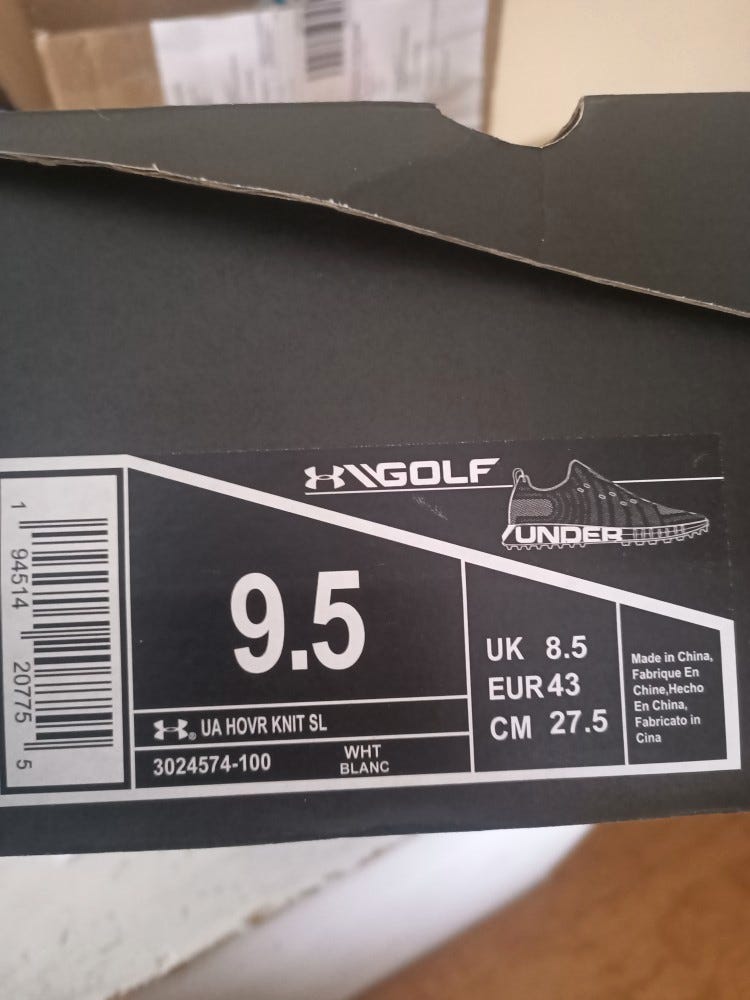 GOLF
UNDER
9.5
UK 8.5
EUR 43
CM 27.5
Made in China,
Fabrique En
Chine,Hecho
En China,
Fabricato in
Cina
UA HOVR KNIT SL
3024574-100
WHT
BLANC
1 94514 20775 5